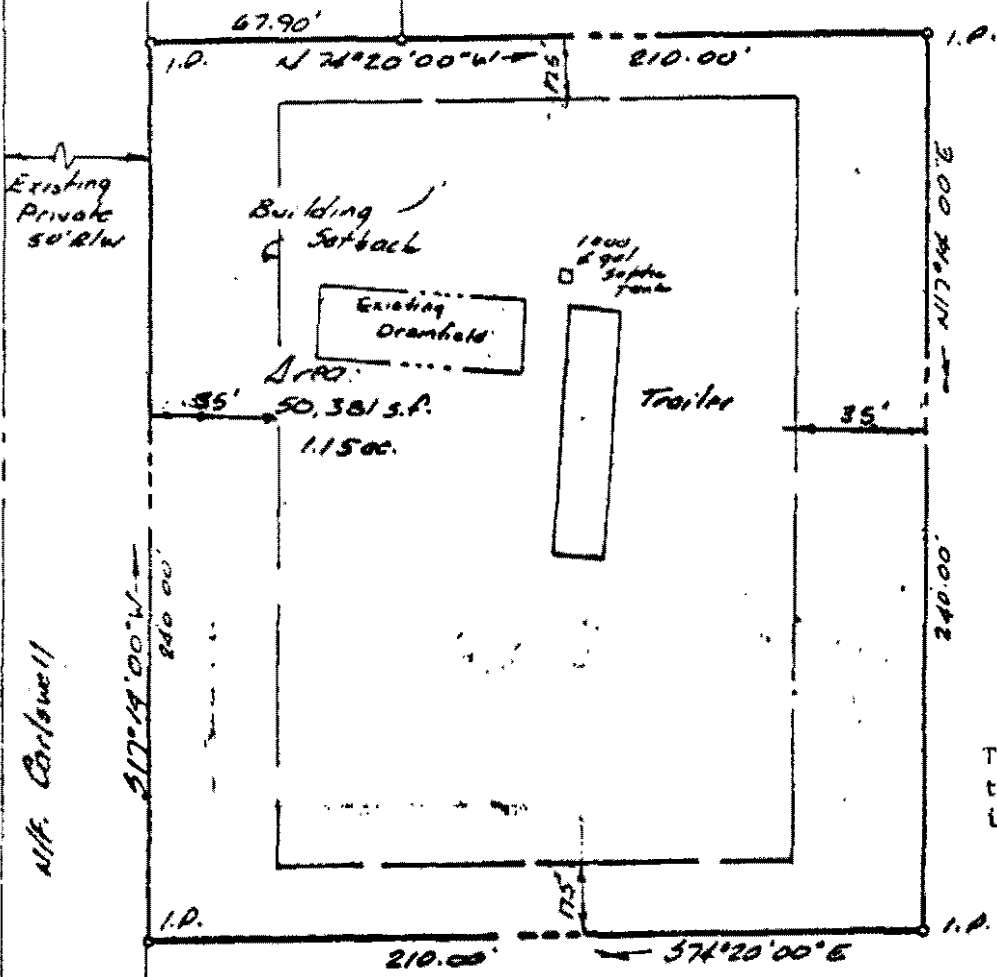 67.90'
I.P.
N 74°20'00"W
210.00'
I.P.
17.5'
Existing
Private
50' R/W
Building
Setback
1000
gal
Septic
Tank
N17°14'00"E
Existing
Drainfield
Area:
50,381 s.f.
1.15 ac.
35'
Trailer
35'
S17°14'00"W
240.00'
240.00'
N/F. Carlowell
T
t
i
17.5'
I.P.
210.00'
S74°20'00"E
I.P.